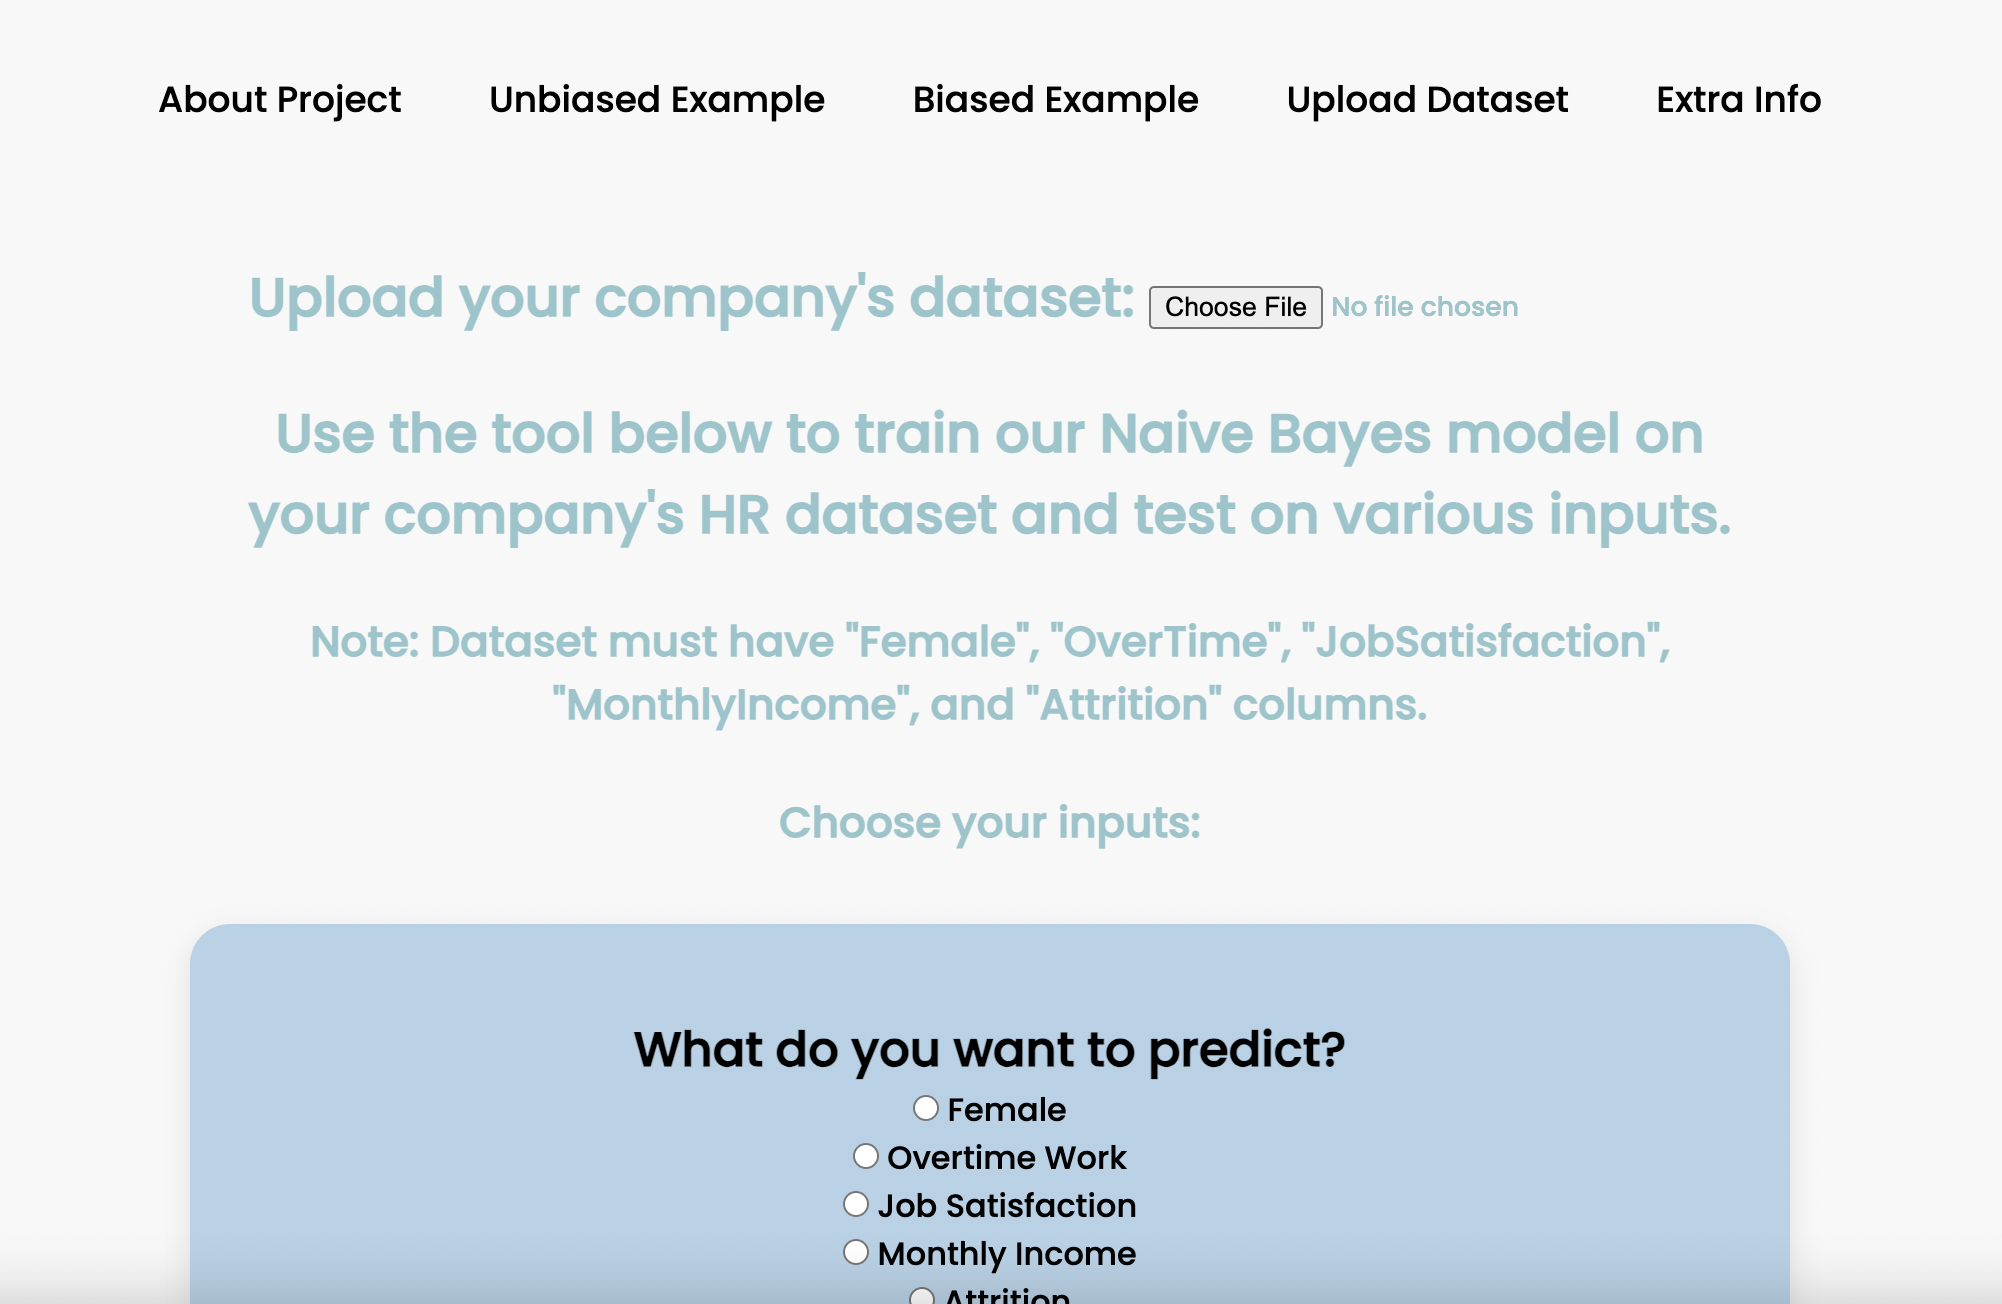 About Project Unbiased Example Biased Example Upload Dataset Extra Info
Upload your company's dataset: Choose File No file chosen
Use the tool below to train our Naive Bayes model on
your company's HR dataset and test on various inputs.
Note: Dataset must have "Female", "OverTime", "JobSatisfaction",
"MonthlyIncome", and "Attrition" columns.
Choose your inputs:
What do you want to predict?
Female
Overtime Work
Job Satisfaction
Monthly Income
Attrition